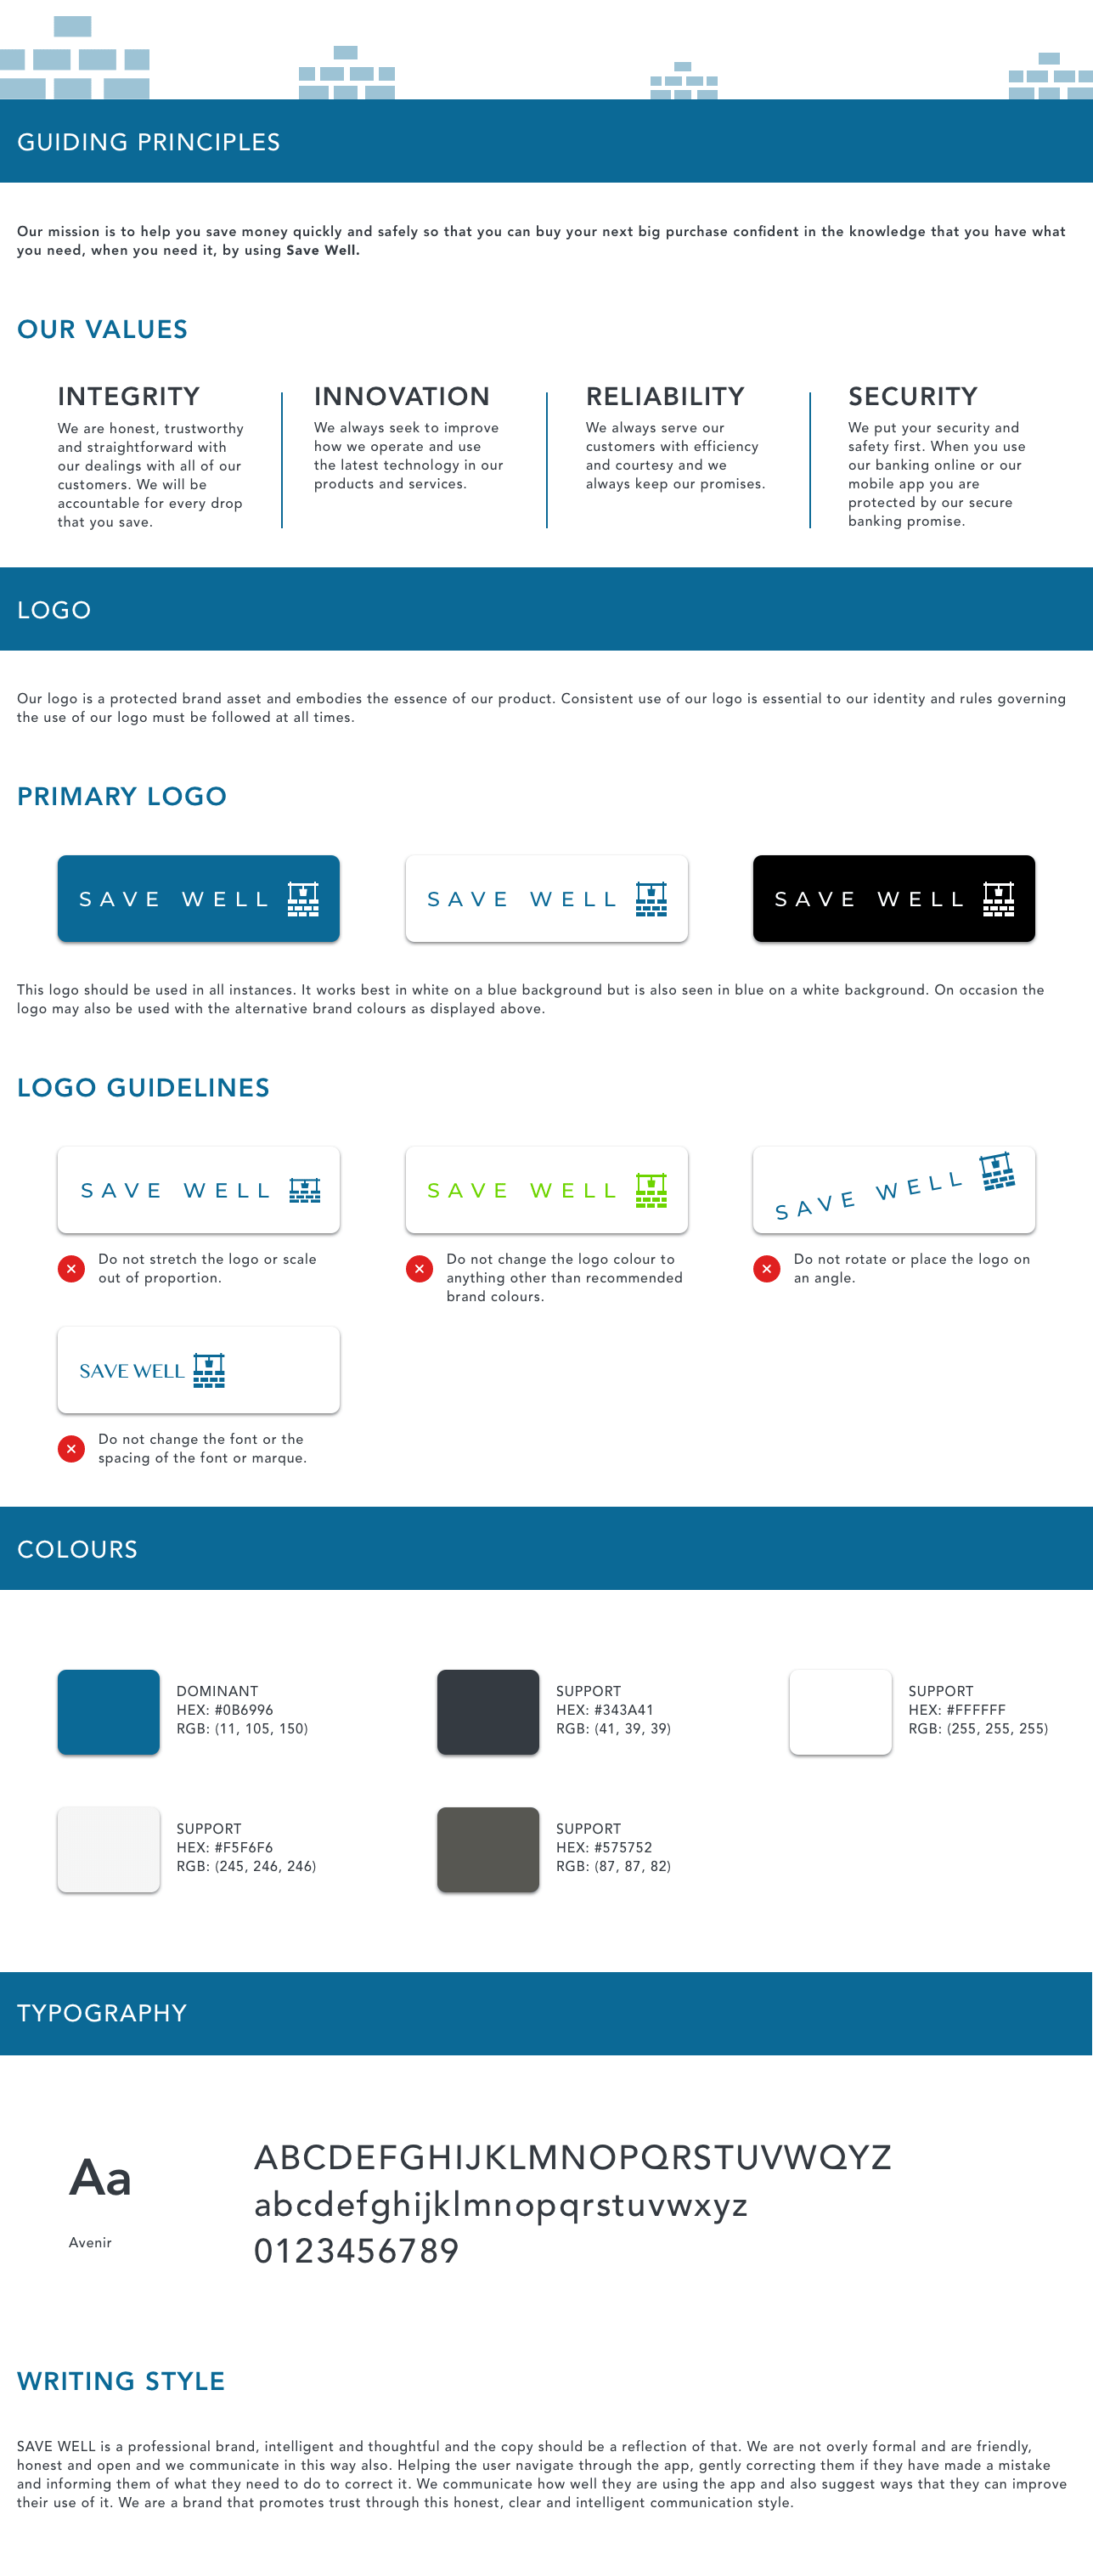 GUIDING PRINCIPLES
Our mission is to help you save money quickly and safely so that you can buy your next big purchase confident in the knowledge that you have what
you need, when you need it, by using Save Well.
OUR VALUES
INTEGRITY
We are honest, trustworthy
and straightforward with
our dealings with all of our
customers. We will be
accountable for every drop
that you save.
INNOVATION
We always seek to improve
how we operate and use
the latest technology in our
products and services.
RELIABILITY
We always serve our
customers with efficiency
and courtesy and we
always keep our promises.
SECURITY
We put your security and
safety first. When you use
our banking online or our
mobile app you are
protected by our secure
banking promise.
LOGO
Our logo is a protected brand asset and embodies the essence of our product. Consistent use of our logo is essential to our identity and rules governing
the use of our logo must be followed at all times.
PRIMARY LOGO
SAVE WELL
SAVE WELL
SAVE WELL
This logo should be used in all instances. It works best in white on a blue background but is also seen in blue on a white background. On occasion the
logo may also be used with the alternative brand colours as displayed above.
LOGO GUIDELINES
SAVE WELL
Do not stretch the logo or scale
out of proportion.
SAVE WELL
Do not change the logo colour to
anything other than recommended
brand colours.
SAVE WELL
Do not rotate or place the logo on
an angle.
SAVE WELL
Do not change the font or the
spacing of the font or marque.
COLOURS
DOMINANT
HEX: #0B6996
RGB: (11, 105, 150)
SUPPORT
HEX: #343A41
RGB: (41, 39, 39)
SUPPORT
HEX: #FFFFFF
RGB: (255, 255, 255)
SUPPORT
HEX: #F5F6F6
RGB: (245, 246, 246)
SUPPORT
HEX: #575752
RGB: (87, 87, 82)
TYPOGRAPHY
Aa
Avenir
ABCDEFGHIJKLMNOPQRSTUVWQYZ
abcdefghijklmnopqrstuvwxyz
0123456789
WRITING STYLE
SAVE WELL is a professional brand, intelligent and thoughtful and the copy should be a reflection of that. We are not overly formal and are friendly,
honest and open and we communicate in this way also. Helping the user navigate through the app, gently correcting them if they have made a mistake
and informing them of what they need to do to correct it. We communicate how well they are using the app and also suggest ways that they can improve
their use of it. We are a brand that promotes trust through this honest, clear and intelligent communication style.